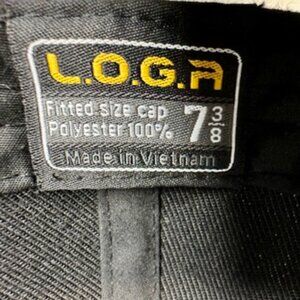 L.O.G.A
Fitted size cap
Polyester 100% 7 3/8
Made in Vietnam